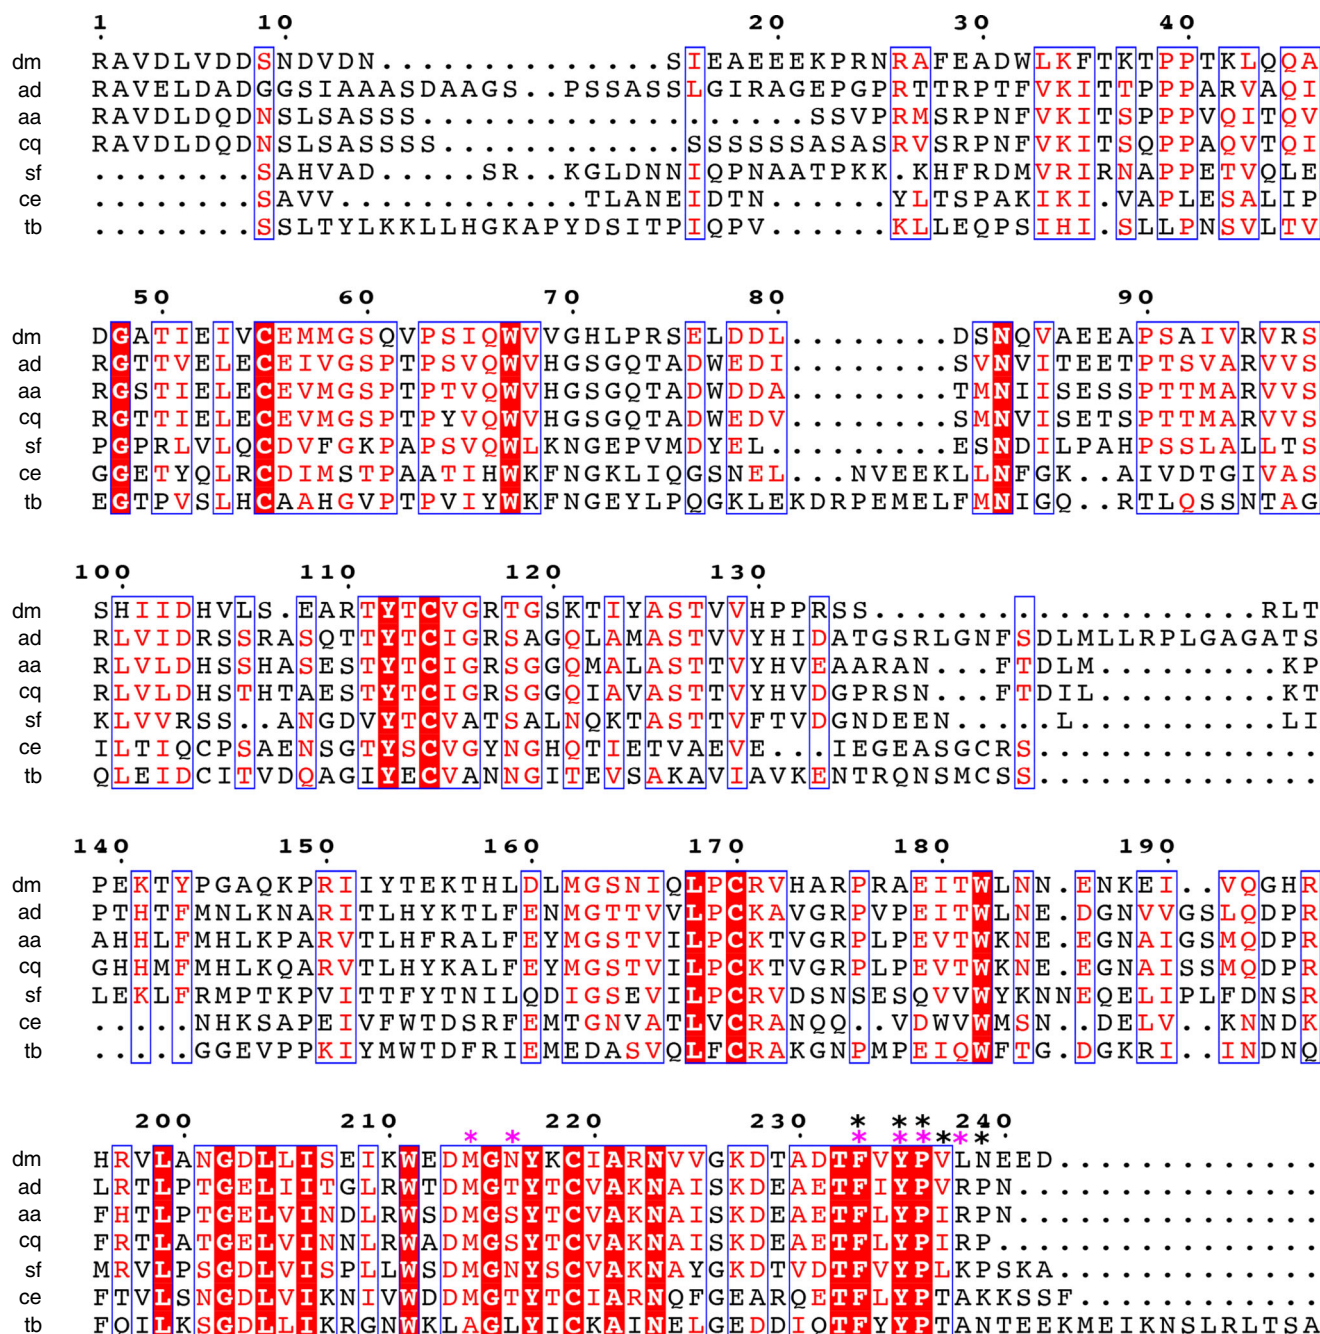 1 10 20 30 40
dm RAVDLVDDSNDVDN..............SIEAEEEKPRNRAFEADWLKFTKTPPTKLQQA
ad RAVELDADGGSIAAASDAAGS..PSSASSLGIRAGEPGPRTTRPTFVKITTPPPARVAQI
aa RAVDLDQDNSLSASSS...................SSVPRMSRPNFVKITSPPPVQITQV
cq RAVDLDQDNSLSASSSS............SSSSSSASASRVSRPNFVKITSQPPAQVTQI
sf ........SAHVAD.....SR..KGLDNNIQPNAATPKK.KHFRDMVRIRNAPPETVQLE
ce ........SAVV............TLANEIDTN......YLTSPAKIKI.VAPLESALIP
tb ........SSLTYLKKLLHGKAPYDSITPIQPV......KLLEQPSIHI.SLLPNSVLTV
50 60 70 80 90
dm DGATIEIVCEMMGSQVPSIQWVVGHLPRSELDDL........DSNQVAEEAPSAIVRVRS
ad RGTTVELECEIVGSPTPSVQWVHGSGQTADWEDI........SVNVITEETPTSVARVVS
aa RGSTIELECEVMGSPTPTVQWVHGSGQTADWDDA........TMNIISESSPTTMARVVS
cq RGTTIELECEVMGSPTPYVQWVHGSGQTADWEDV........SMNVISETSPTTMARVVS
sf PGPRLVLQCDVFGKPAPSVQWLKNGEPVMDYEL.........ESNDILPAHPSSLALLTS
ce GGETYQLRCDIMSTPAATIHWKFNGKLIQGSNEL...NVEEKLLNFGK..AIVDTGIVAS
tb EGTPVSLHCAAHGVPTPVIYWKFNGEYLPQGKLEKDRPEMELFMNIGQ..RTLQSSNTAG
100 110 120 130
dm SHIIDHVLS.EARTYTCVGRTGSKTIYASTVVHPPRSS...................RLT
ad RLVIDRSSRASQTTYTCIGRSAGQLAMASTVVYHIDATGSRLGNFSDLMLLRPLGAGATS
aa RLVLDHSSHASESTYTCIGRSGGQMALASTTVYHVEAARAN...FTDLM.........KP
cq RLVLDHSTHTAESTYTCIGRSGGQIAVASTTVYHVDGPRSN...FTDIL.........KT
sf KLVVRSS..ANGDVYTCVATSALNQKTASTTVFTVDGNDEEN.....L..........LI
ce ILTIQCPSAENSGTYSCVGYNGHQTIETVAEVE...IEGEASGCRS..............
tb QLEIDCITVDQAGIYECVANNGITEVSAKAVIAVKENTRQNSMCSS..............
140 150 160 170 180 190
dm PEKTYPGAQKPRIIYTEKTHLDLMGSNIQLPCRVHARPRAEITWLNN.ENKEI..VQGHR
ad PTHTFMNLKNARITLHYKTLFENMGTTVVLPCKAVGRPVPEITWLNE.DGNVVGSLQDPR
aa AHHLFMHLKPARVTLHFRALFEYMGSTVILPCKTVGRPLPEVTWKNE.EGNAIGSMQDPR
cq GHHMFMHLKQARVTLHYKALFEYMGSTVILPCKTVGRPLPEVTWKNE.EGNAISSMQDPR
sf LEKLFRMPTKPVITTFYTNILQDIGSEVILPCRVDSNSESQVVWYKNNEQELIPLFDNSR
ce .....NHKSAPEIVFWTDSRFEMTGNVATLVCRANQQ..VDWVWMSN..DELV..KNNDK
tb .....GGEVPPKIYMWTDFRIEMEDASVQLFCRAKGNPMPEIQWFTG.DGKRI..INDNQ
200 210 220 230 240
* * * * * * * * * *
dm HRVLANGDLLISEIKWEDMGNYKCIARNVVGKDTADTFVYPVLNEED.............
ad LRTLPTGELIITGLRWTDMGTYTCVAKNAISKDEAETFIYPVRPN...............
aa FHTLPTGELVINDLRWSDMGSYTCVAKNAISKDEAETFLYPIRPN...............
cq FRTLATGELVINNLRWADMGSYTCVAKNAISKDEAETFLYPIRP................
sf MRVLPSGDLVISPLLWSDMGNYSCVAKNAYGKDTVDTFVYPLKPSKA.............
ce FTVLSNGDLVIKNIVWDDMGTYTCIARNQFGEARQETFLYPTAKKSSF............
tb FQILKSGDLLIKRGNWKLAGLYICKAINELGEDDIQTFYYPTANTEEKMEIKNSLRLTSA